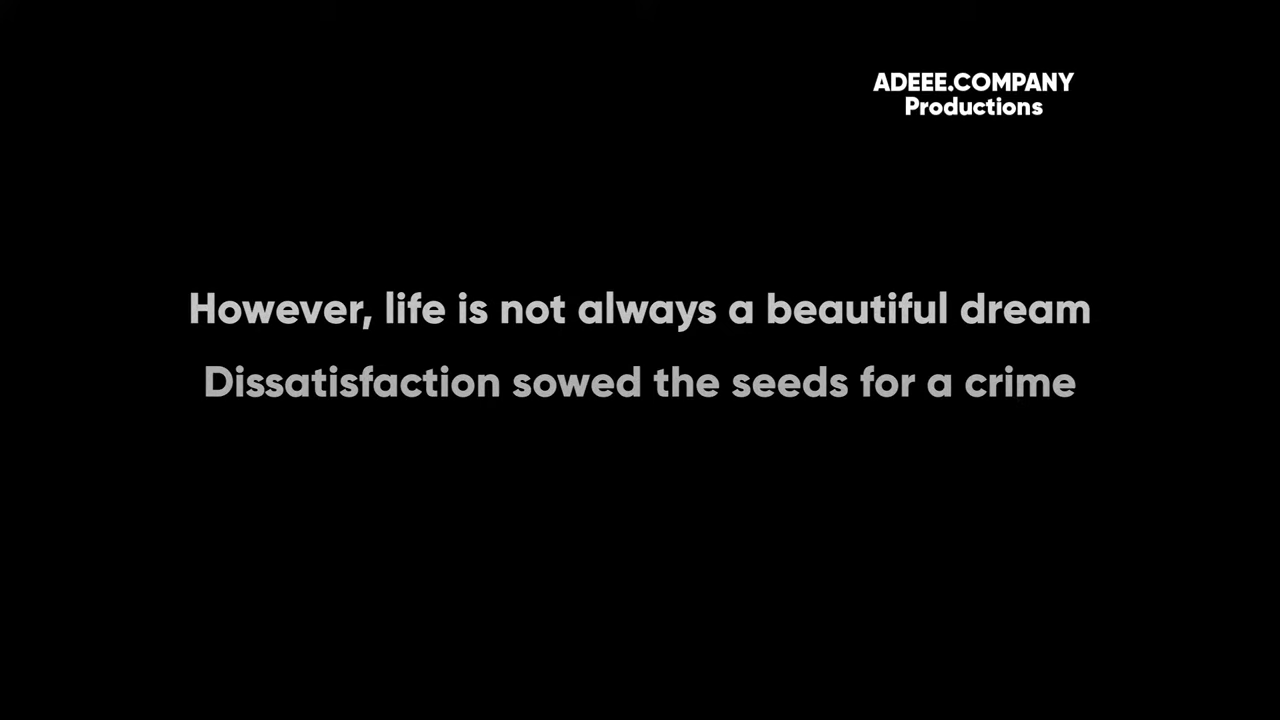 ADEEE.COMPANY
Productions
However, life is not always a beautiful dream
Dissatisfaction sowed the seeds for a crime